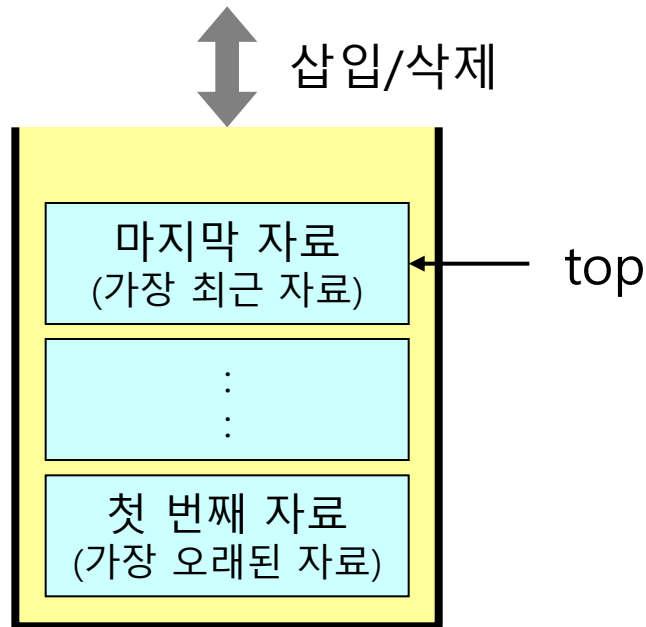 삽입/삭제
마지막 자료
(가장 최근 자료)
top
:
:
첫 번째 자료
(가장 오래된 자료)